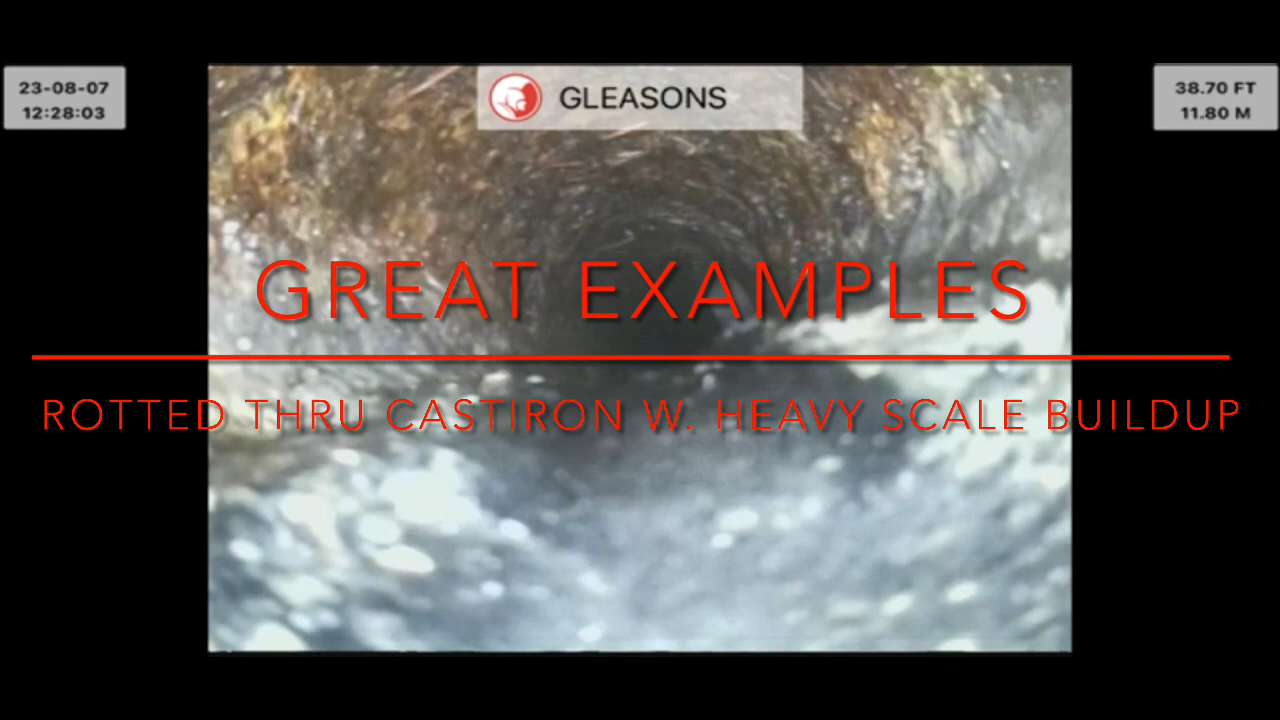 23-08-07
12:28:03
GLEASONS
38.70 FT
11.80 M
GREAT EXAMPLES
ROTTED THRU CASTIRON W. HEAVY SCALE BUILDUP